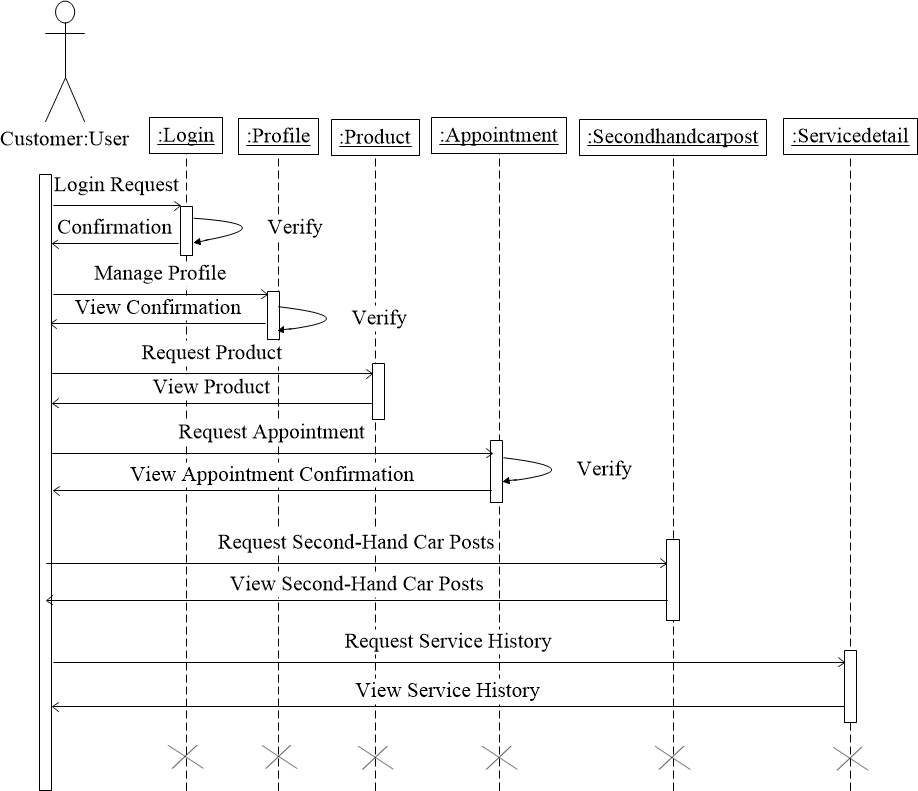 Customer:User
:Login
:Profile
:Product
:Appointment
:Secondhandcarpost
:Servicedetail
Login Request
Confirmation
Verify
Manage Profile
View Confirmation
Verify
Request Product
View Product
Request Appointment
View Appointment Confirmation
Verify
Request Second-Hand Car Posts
View Second-Hand Car Posts
Request Service History
View Service History